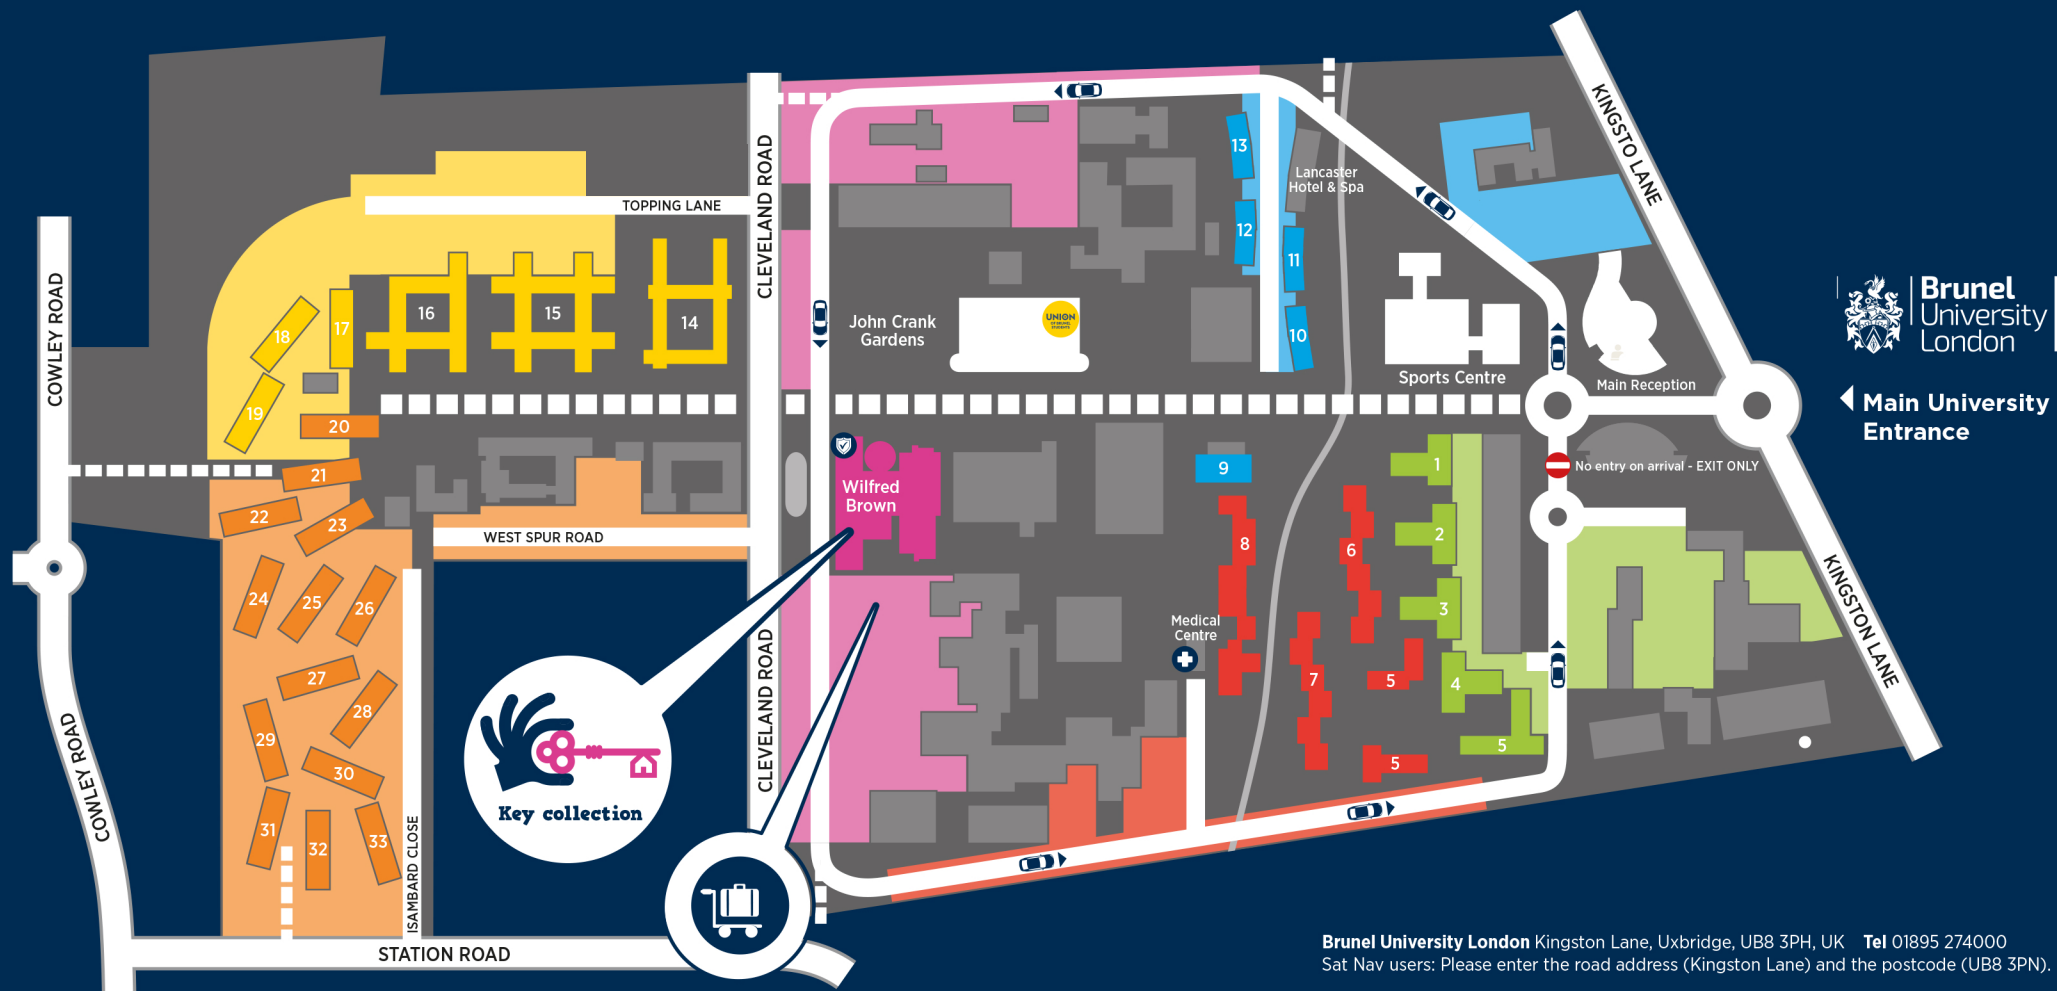 KINGSTO LANE
CLEVELAND ROAD
TOPPING LANE
COWLEY ROAD
13
12
11
10
Lancaster
Hotel & Spa
18
17
16
15
14
19
20
21
22
23
24
25
26
27
28
29
30
31
32
33
John Crank
Gardens
UNION
OF BRUNEL
STUDENTS
Sports Centre
Main Reception
Brunel
University
London
Main University
Entrance
No entry on arrival - EXIT ONLY
Wilfred
Brown
9
8
6
7
5
5
5
1
2
3
4
Medical
Centre
WEST SPUR ROAD
KINGSTON LANE
CLEVELAND ROAD
COWLEY ROAD
ISAMBARD CLOSE
Key collection
STATION ROAD
Brunel University London Kingston Lane, Uxbridge, UB8 3PH, UK Tel 01895 274000
Sat Nav users: Please enter the road address (Kingston Lane) and the postcode (UB8 3PN).